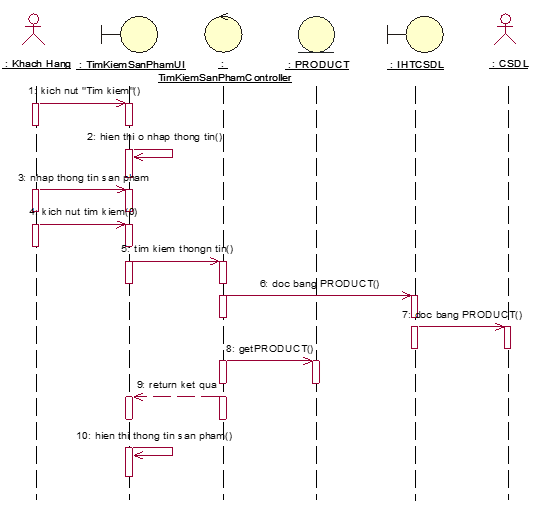 : Khach Hang
: TimKiemSanPhamUI
:
TimKiemSanPhamController
: PRODUCT
: IHTCSDL
: CSDL
1: kich nut "Tim kiem"()
2: hien thi o nhap thong tin()
3: nhap thong tin san pham
4: kich nut tim kiem()
5: tim kiem thongn tin()
6: doc bang PRODUCT()
7: doc bang PRODUCT()
8: getPRODUCT()
9: return ket qua
10: hien thi thong tin san pham()